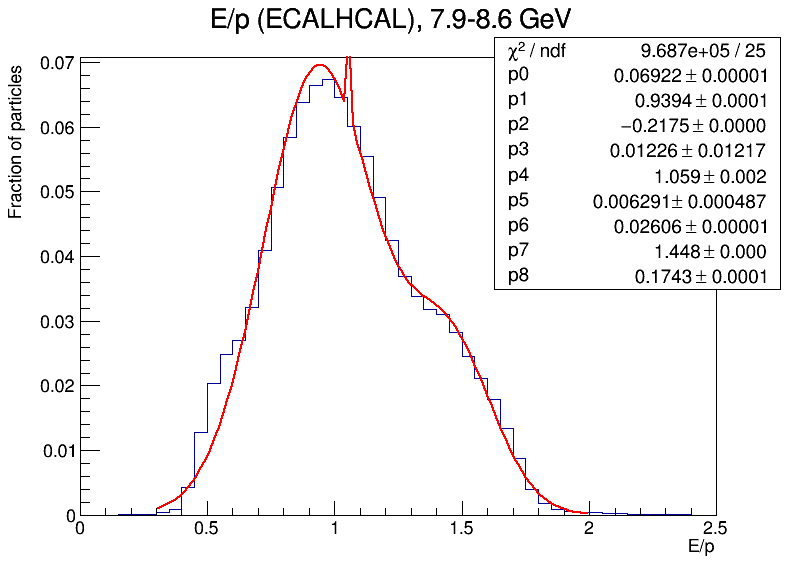 E/p (ECALHCAL), 7.9-8.6 GeV
χ² / ndf 9.687e+05 / 25
p0 0.06922 ± 0.00001
p1 0.9394 ± 0.0001
p2 −0.2175 ± 0.0000
p3 0.01226 ± 0.01217
p4 1.059 ± 0.002
p5 0.006291 ± 0.000487
p6 0.02606 ± 0.00001
p7 1.448 ± 0.000
p8 0.1743 ± 0.0001
Fraction of particles
0.07
0.06
0.05
0.04
0.03
0.02
0.01
0
0 0.5 1 1.5 2 2.5
E/p